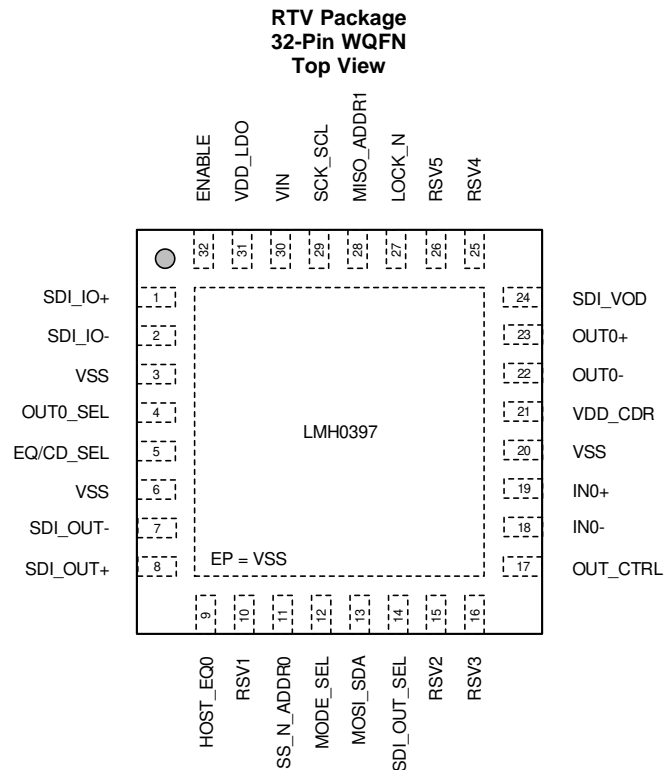 RTV Package
32-Pin WQFN
Top View
ENABLE
VDD_LDO
VIN
SCK_SCL
MISO_ADDR1
LOCK_N
RSV5
RSV4
32
31
30
29
28
27
26
25
SDI_IO+ 1
SDI_IO- 2
VSS 3
OUT0_SEL 4
EQ/CD_SEL 5
VSS 6
SDI_OUT- 7
SDI_OUT+ 8
24 SDI_VOD
23 OUT0+
22 OUT0-
21 VDD_CDR
20 VSS
19 IN0+
18 IN0-
17 OUT_CTRL
LMH0397
EP = VSS
9
10
11
12
13
14
15
16
HOST_EQ0
RSV1
SS_N_ADDR0
MODE_SEL
MOSI_SDA
SDI_OUT_SEL
RSV2
RSV3